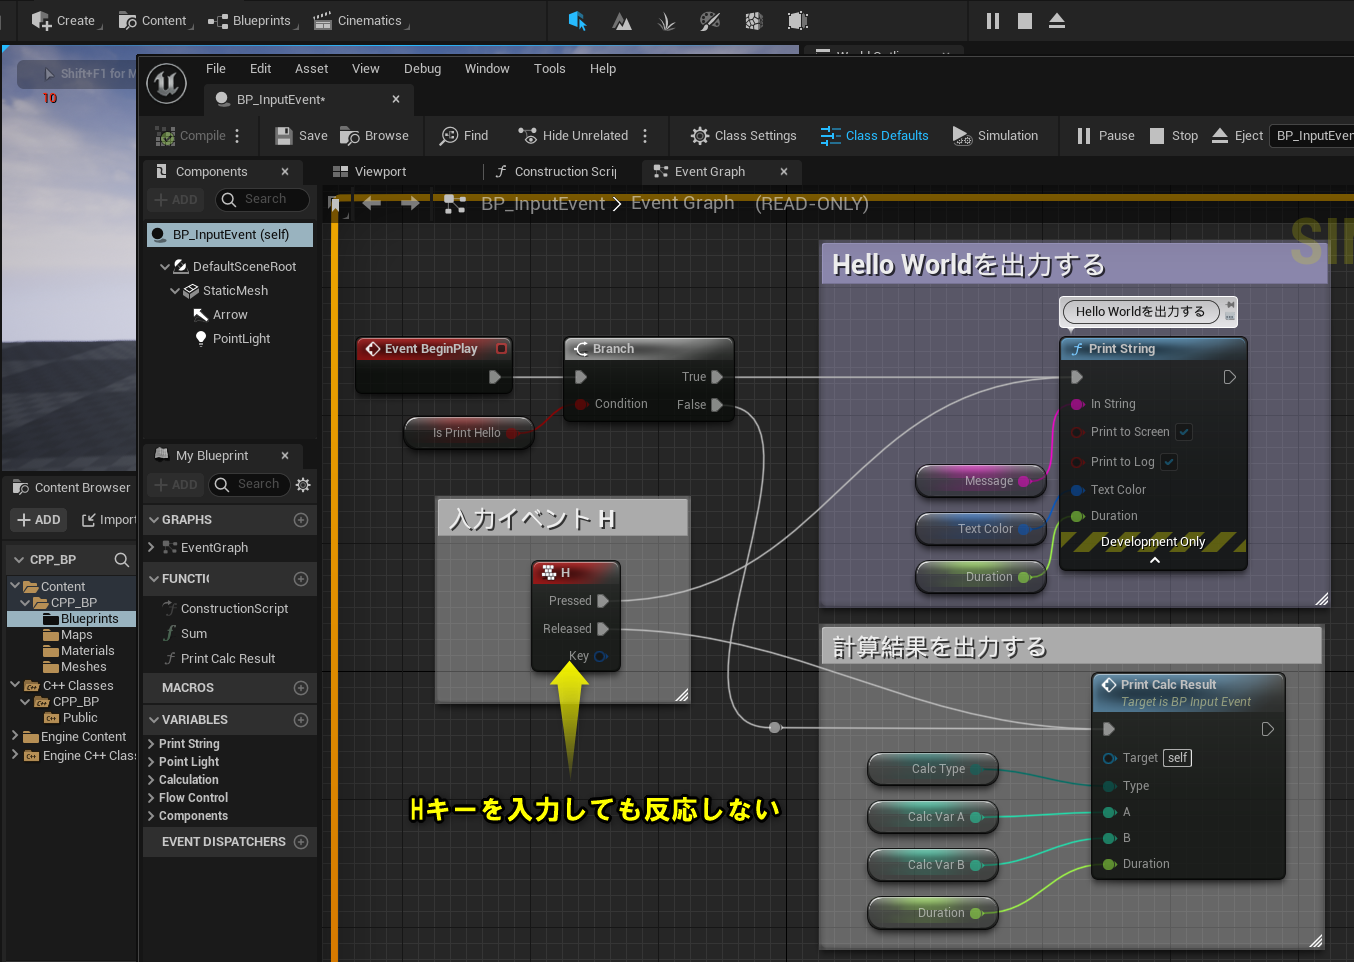 Create
Content
Blueprints
Cinematics
Shift+F1 for M
10
File Edit Asset View Debug Window Tools Help
BP_InputEvent*
Compile
Save
Browse
Find
Hide Unrelated
Class Settings
Class Defaults
Simulation
Pause
Stop
Eject
BP_InputEven
Components
Viewport
Construction Scrip
Event Graph
ADD
Search
BP_InputEvent > Event Graph (READ-ONLY)
SI
BP_InputEvent (self)
DefaultSceneRoot
StaticMesh
Arrow
PointLight
Hello Worldを出力する
Hello Worldを出力する
Event BeginPlay
Branch
True
Condition
False
Is Print Hello
Print String
In String
Print to Screen
Print to Log
Text Color
Duration
Development Only
Message
Text Color
Duration
入力イベント H
H
Pressed
Released
Key
Hキーを入力しても反応しない
計算結果を出力する
Print Calc Result
Target is BP Input Event
Target self
Type
A
B
Duration
Calc Type
Calc Var A
Calc Var B
Duration
My Blueprint
ADD
Search
GRAPHS
EventGraph
FUNCTIO
ConstructionScript
Sum
Print Calc Result
MACROS
VARIABLES
Print String
Point Light
Calculation
Flow Control
Components
EVENT DISPATCHERS
Content Browser
ADD
Import
CPP_BP
Content
CPP_BP
Blueprints
Maps
Materials
Meshes
C++ Classes
CPP_BP
Public
Engine Content
Engine C++ Clas